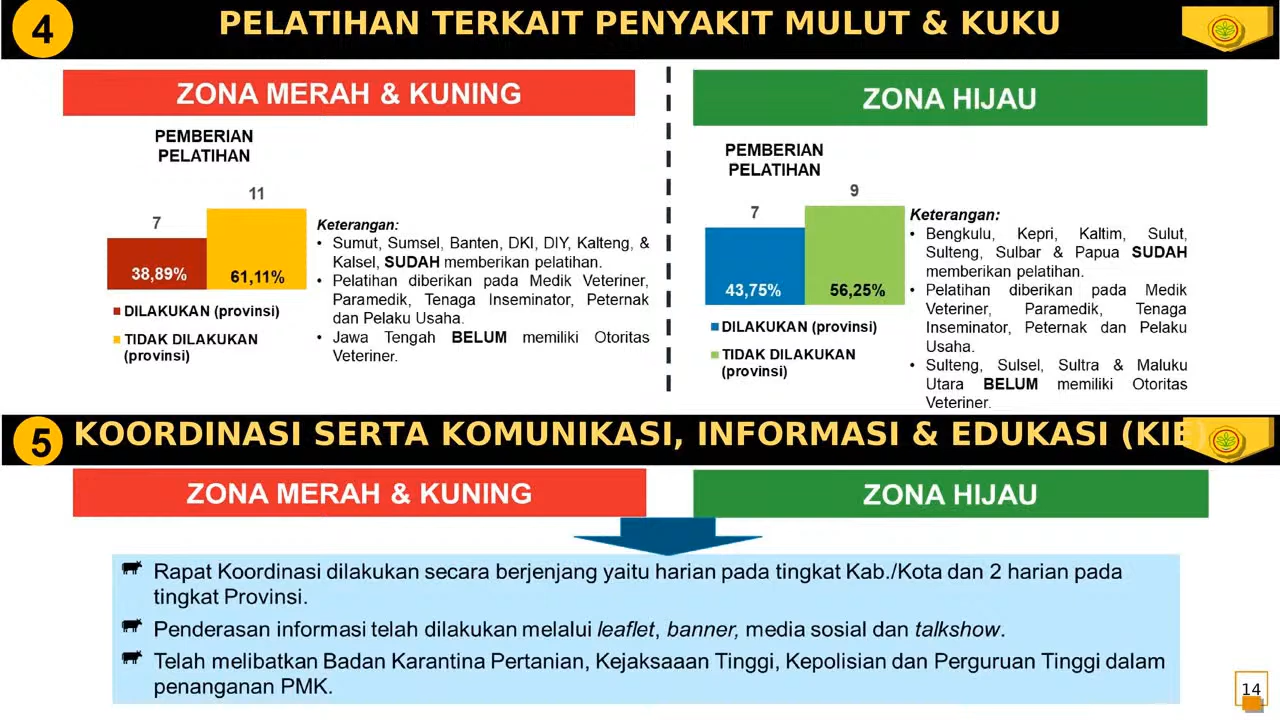 4
PELATIHAN TERKAIT PENYAKIT MULUT & KUKU
ZONA MERAH & KUNING
PEMBERIAN
PELATIHAN
7
11
38,89%
61,11%
DILAKUKAN (provinsi)
TIDAK DILAKUKAN
(provinsi)
Keterangan:
• Sumut, Sumsel, Banten, DKI, DIY, Kalteng, &
Kalsel, SUDAH memberikan pelatihan.
• Pelatihan diberikan pada Medik Veteriner,
Paramedik, Tenaga Inseminator, Peternak
dan Pelaku Usaha.
• Jawa Tengah BELUM memiliki Otoritas
Veteriner.
ZONA HIJAU
PEMBERIAN
PELATIHAN
7
9
43,75%
56,25%
DILAKUKAN (provinsi)
TIDAK DILAKUKAN
(provinsi)
Keterangan:
• Bengkulu, Kepri, Kaltim, Sulut,
Sulteng, Sulbar & Papua SUDAH
memberikan pelatihan.
• Pelatihan diberikan pada Medik
Veteriner, Paramedik, Tenaga
Inseminator, Peternak dan Pelaku
Usaha.
• Sulteng, Sulsel, Sultra & Maluku
Utara BELUM memiliki Otoritas
Veteriner.
5
KOORDINASI SERTA KOMUNIKASI, INFORMASI & EDUKASI (KIE)
ZONA MERAH & KUNING
ZONA HIJAU
Rapat Koordinasi dilakukan secara berjenjang yaitu harian pada tingkat Kab./Kota dan 2 harian pada
tingkat Provinsi.
Penderasan informasi telah dilakukan melalui leaflet, banner, media sosial dan talkshow.
Telah melibatkan Badan Karantina Pertanian, Kejaksaaan Tinggi, Kepolisian dan Perguruan Tinggi dalam
penanganan PMK.
14